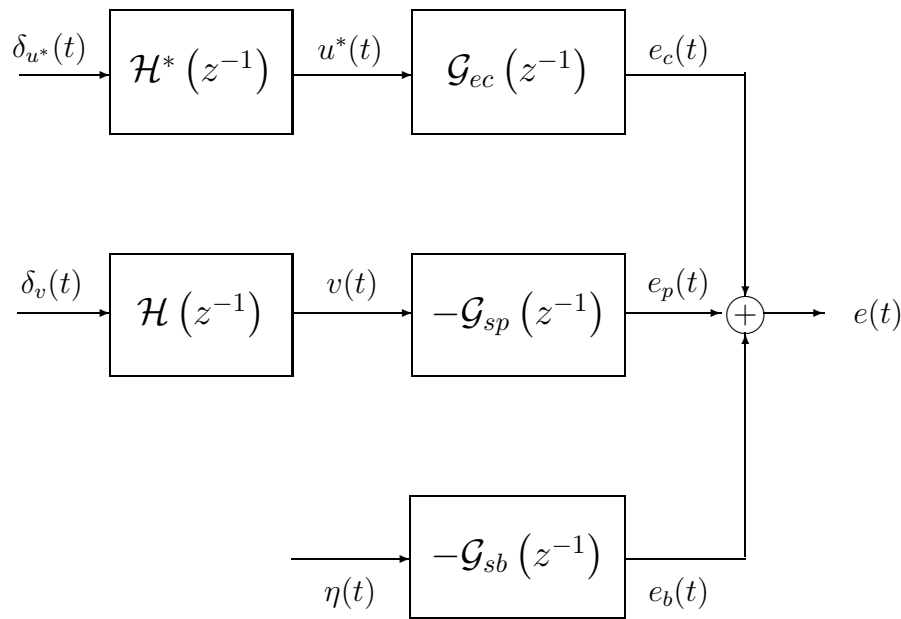 δ_{u*}(t)
𝓗* (z⁻¹)
u*(t)
𝓖_{ec} (z⁻¹)
e_c(t)
δ_v(t)
𝓗 (z⁻¹)
v(t)
−𝓖_{sp} (z⁻¹)
e_p(t)
+
e(t)
η(t)
−𝓖_{sb} (z⁻¹)
e_b(t)